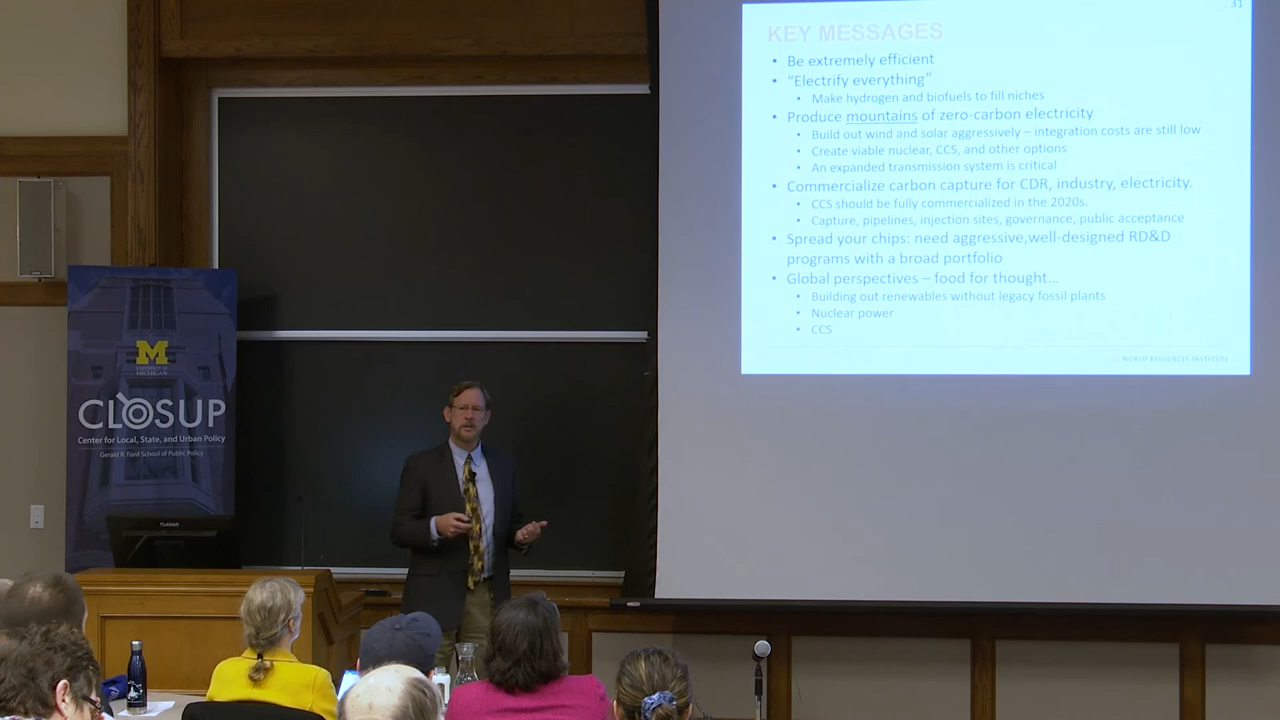 31
KEY MESSAGES
• Be extremely efficient
• “Electrify everything”
• Make hydrogen and biofuels to fill niches
• Produce mountains of zero-carbon electricity
• Build out wind and solar aggressively – integration costs are still low
• Create viable nuclear, CCS, and other options
• An expanded transmission system is critical
• Commercialize carbon capture for CDR, industry, electricity.
• CCS should be fully commercialized in the 2020s.
• Capture, pipelines, injection sites, governance, public acceptance
• Spread your chips: need aggressive,well-designed RD&D
programs with a broad portfolio
• Global perspectives – food for thought…
• Building out renewables without legacy fossil plants
• Nuclear power
• CCS
WORLD RESOURCES INSTITUTE
M
UNIVERSITY OF
MICHIGAN
CLOSUP
Center for Local, State, and Urban Policy
Gerald R. Ford School of Public Policy
PLANAR